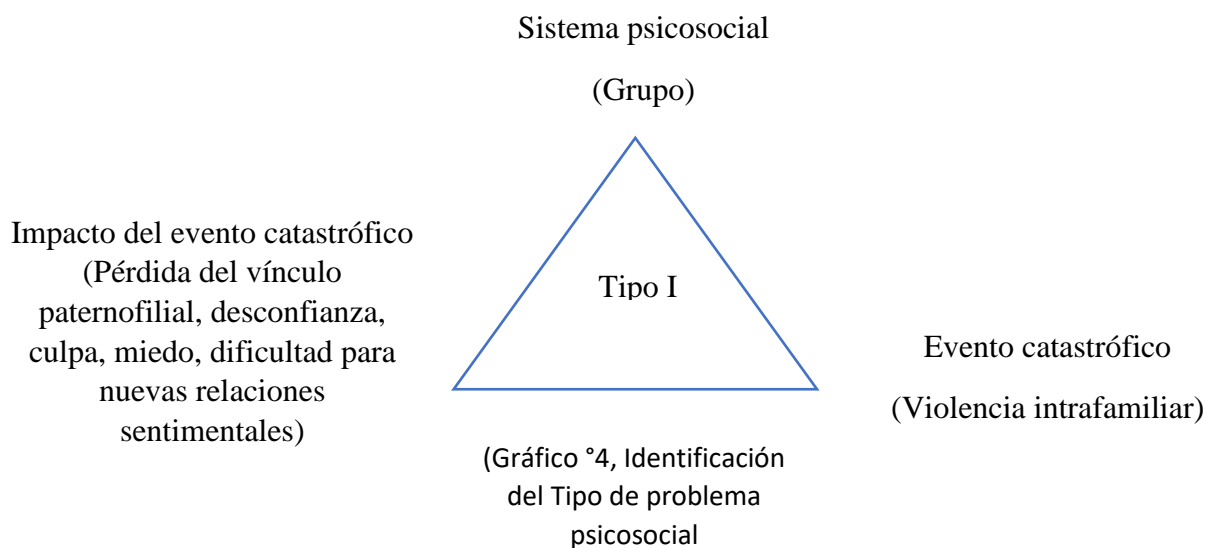 Sistema psicosocial
(Grupo)
Impacto del evento catastrófico
(Pérdida del vínculo
paternofilial, desconfianza,
culpa, miedo, dificultad para
nuevas relaciones
sentimentales)
Tipo I
Evento catastrófico
(Violencia intrafamiliar)
(Gráfico °4, Identificación
del Tipo de problema
psicosocial